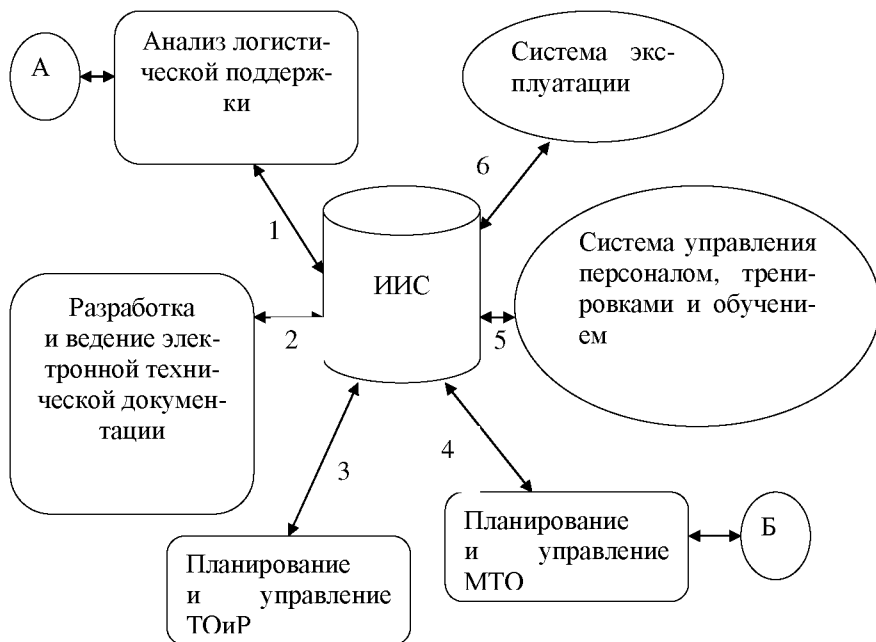 А
Анализ логисти-
ческой поддерж-
ки
Система экс-
плуатации
6
1
ИИС
Система управления
персоналом, трени-
ровками и обучени-
ем
Разработка
и ведение элек-
тронной техни-
ческой докумен-
тации
2
5
3
4
Планирование
и управление
ТОиР
Планирование
и управление
МТО
Б